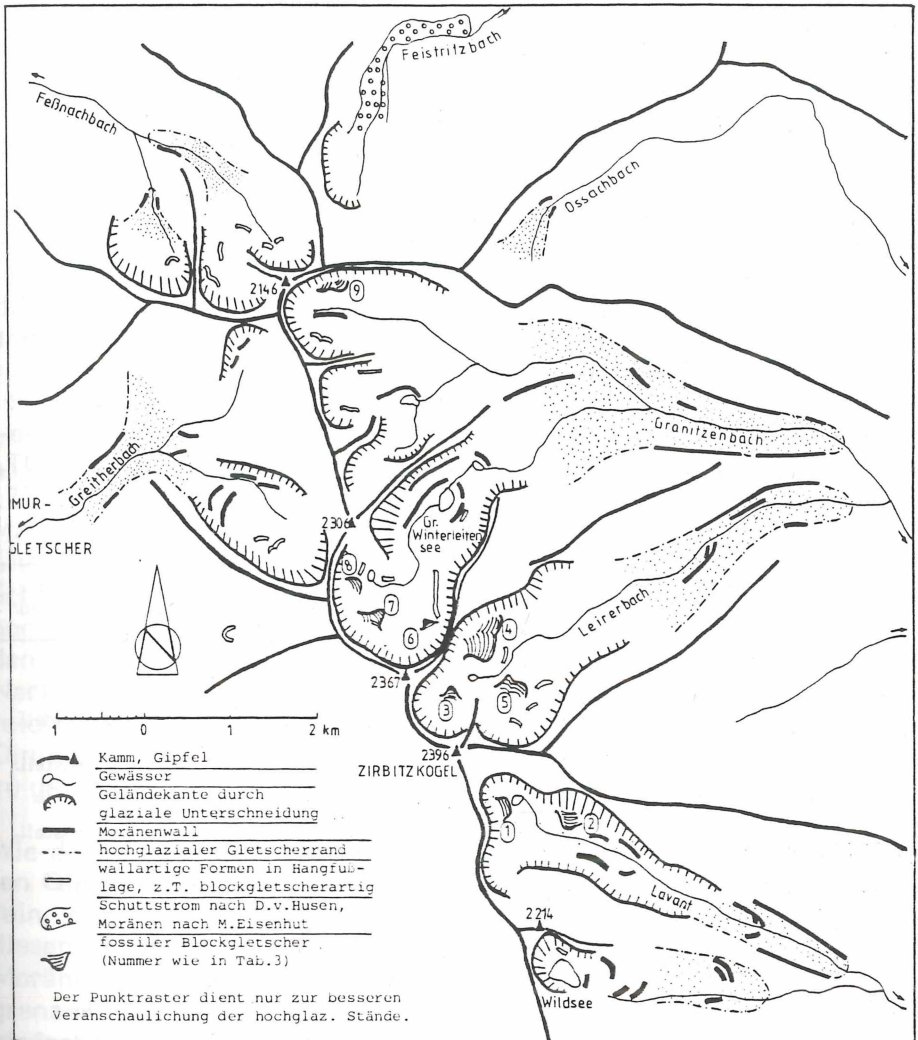 Feistritzbach
Feßnachbach
Ossachbach
2146
9
Granitzenbach
Greitherbach
MUR-
GLETSCHER
2306
Gr.
Winterleiten
see
8
7
6
4
Leirerbach
2367
3
5
1 0 1 2 km
2396
ZIRBITZKOGEL
Kamm, Gipfel
Gewässer
Geländekante durch
glaziale Unterschneidung
Moränenwall
hochglazialer Gletscherrand
wallartige Formen in Hangfuß-
lage, z.T. blockgletscherartig
Schuttstrom nach D.v.Husen,
Moränen nach M.Eisenhut
fossiler Blockgletscher
(Nummer wie in Tab.3)
Der Punktraster dient nur zur besseren
Veranschaulichung der hochglaz. Stände.
1
2
Lavant
2214
Wildsee